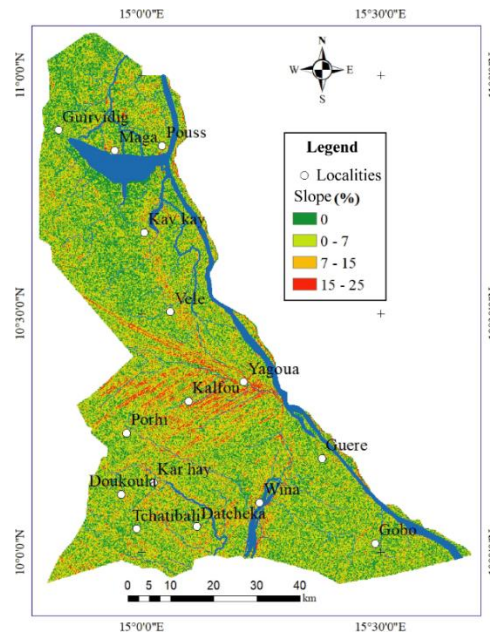 15°0'0"E 15°30'0"E
11°0'0"N
N
W E
S
Guirvidig
Maga
Pouss
Legend
Localities
Slope (%)
0
0 - 7
7 - 15
15 - 25
Kay kay
Vele
10°30'0"N
Yagoua
Kalfou
Porhi
Guere
Kar hay
Doukoula
Wina
Tchatibali
Datcheka
Gobo
10°0'0"N
0 5 10 20 30 40
km
15°0'0"E 15°30'0"E